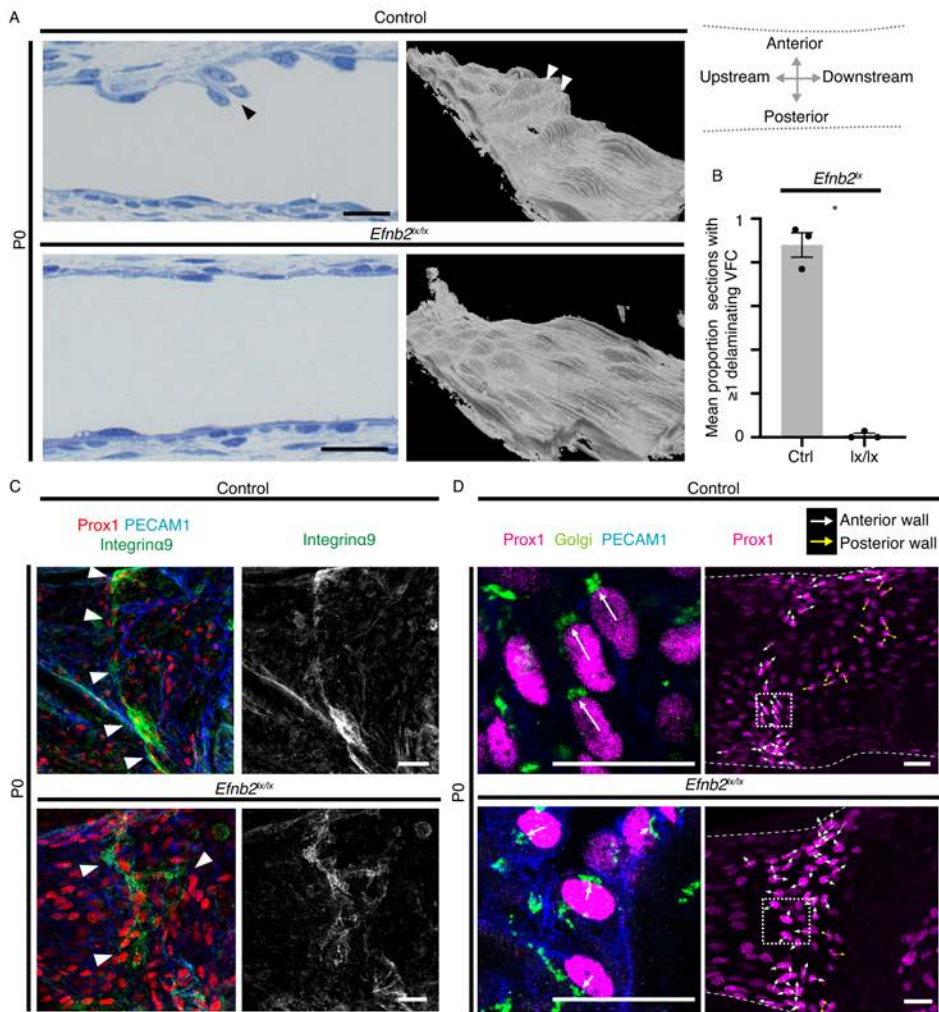 A
Control
P0
Efnb2lx/lx
Anterior
Upstream
Downstream
Posterior
B
Efnb2lx
*
Mean proportion sections with
≥1 delaminating VFC
1
0
Ctrl
lx/lx
C
Control
Prox1 PECAM1
Integrinα9
Integrinα9
P0
Efnb2lx/lx
D
Control
Prox1 Golgi PECAM1
Prox1
Anterior wall
Posterior wall
P0
Efnb2lx/lx